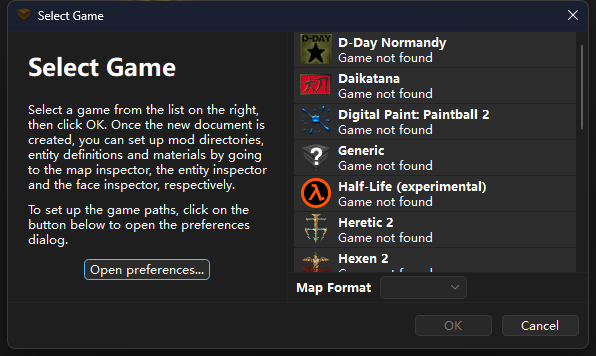 Select Game
Select Game
Select a game from the list on the right,
then click OK. Once the new document is
created, you can set up mod directories,
entity definitions and materials by going
to the map inspector, the entity inspector
and the face inspector, respectively.
To set up the game paths, click on the
button below to open the preferences
dialog.
Open preferences...
D-DAY
D-Day Normandy
Game not found
Daikatana
Game not found
Digital Paint: Paintball 2
Game not found
?
Generic
Game not found
λ
Half-Life (experimental)
Game not found
Heretic 2
Game not found
Hexen 2
Game not found
Map Format
OK
Cancel